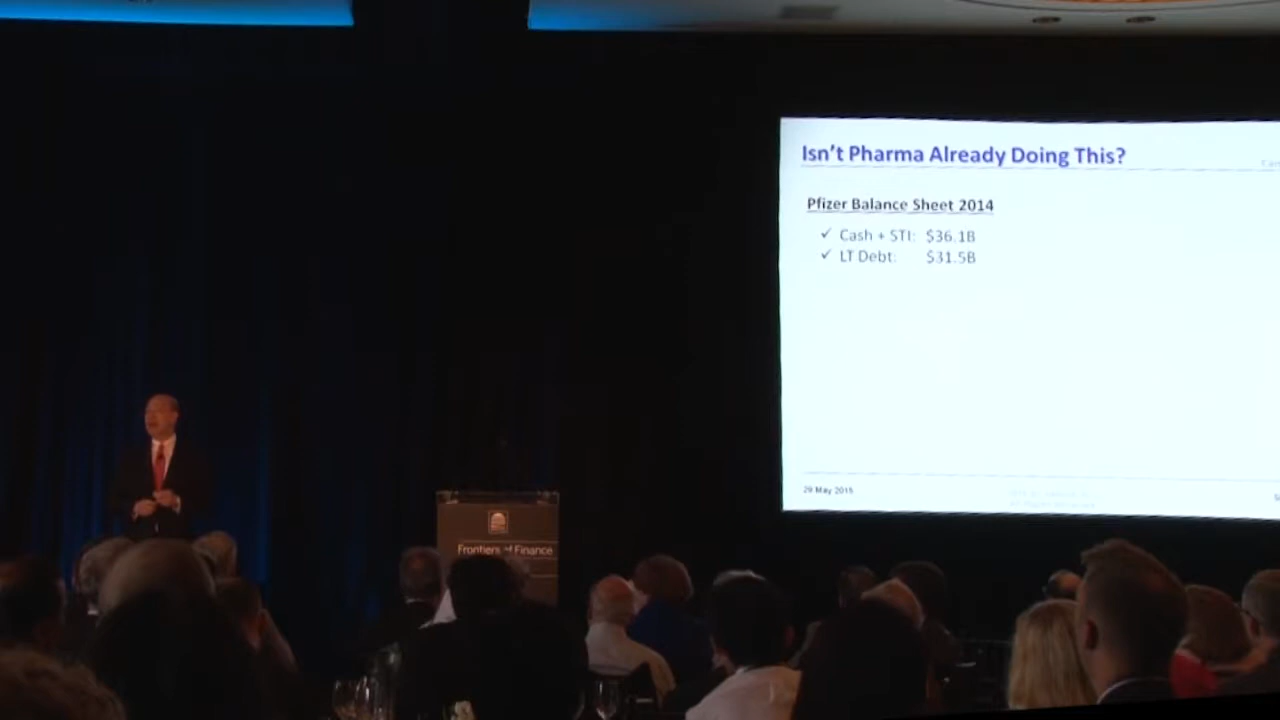 Isn't Pharma Already Doing This?
Pfizer Balance Sheet 2014
✓ Cash + STI: $36.1B
✓ LT Debt: $31.5B
29 May 2015
Frontiers of Finance